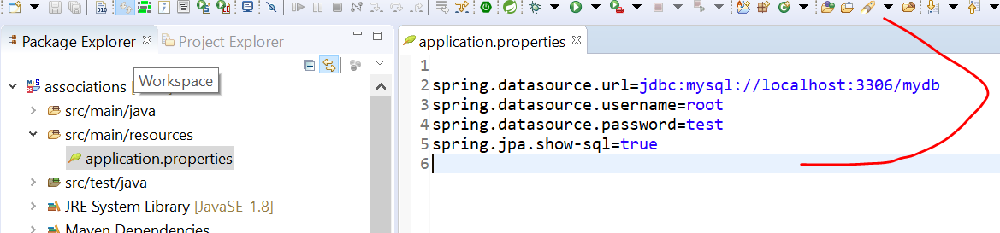 Package Explorer
Project Explorer
application.properties
Workspace
associations
src/main/java
src/main/resources
application.properties
src/test/java
JRE System Library [JavaSE-1.8]
Maven Dependencies
1
2 spring.datasource.url=jdbc:mysql://localhost:3306/mydb
3 spring.datasource.username=root
4 spring.datasource.password=test
5 spring.jpa.show-sql=true
6